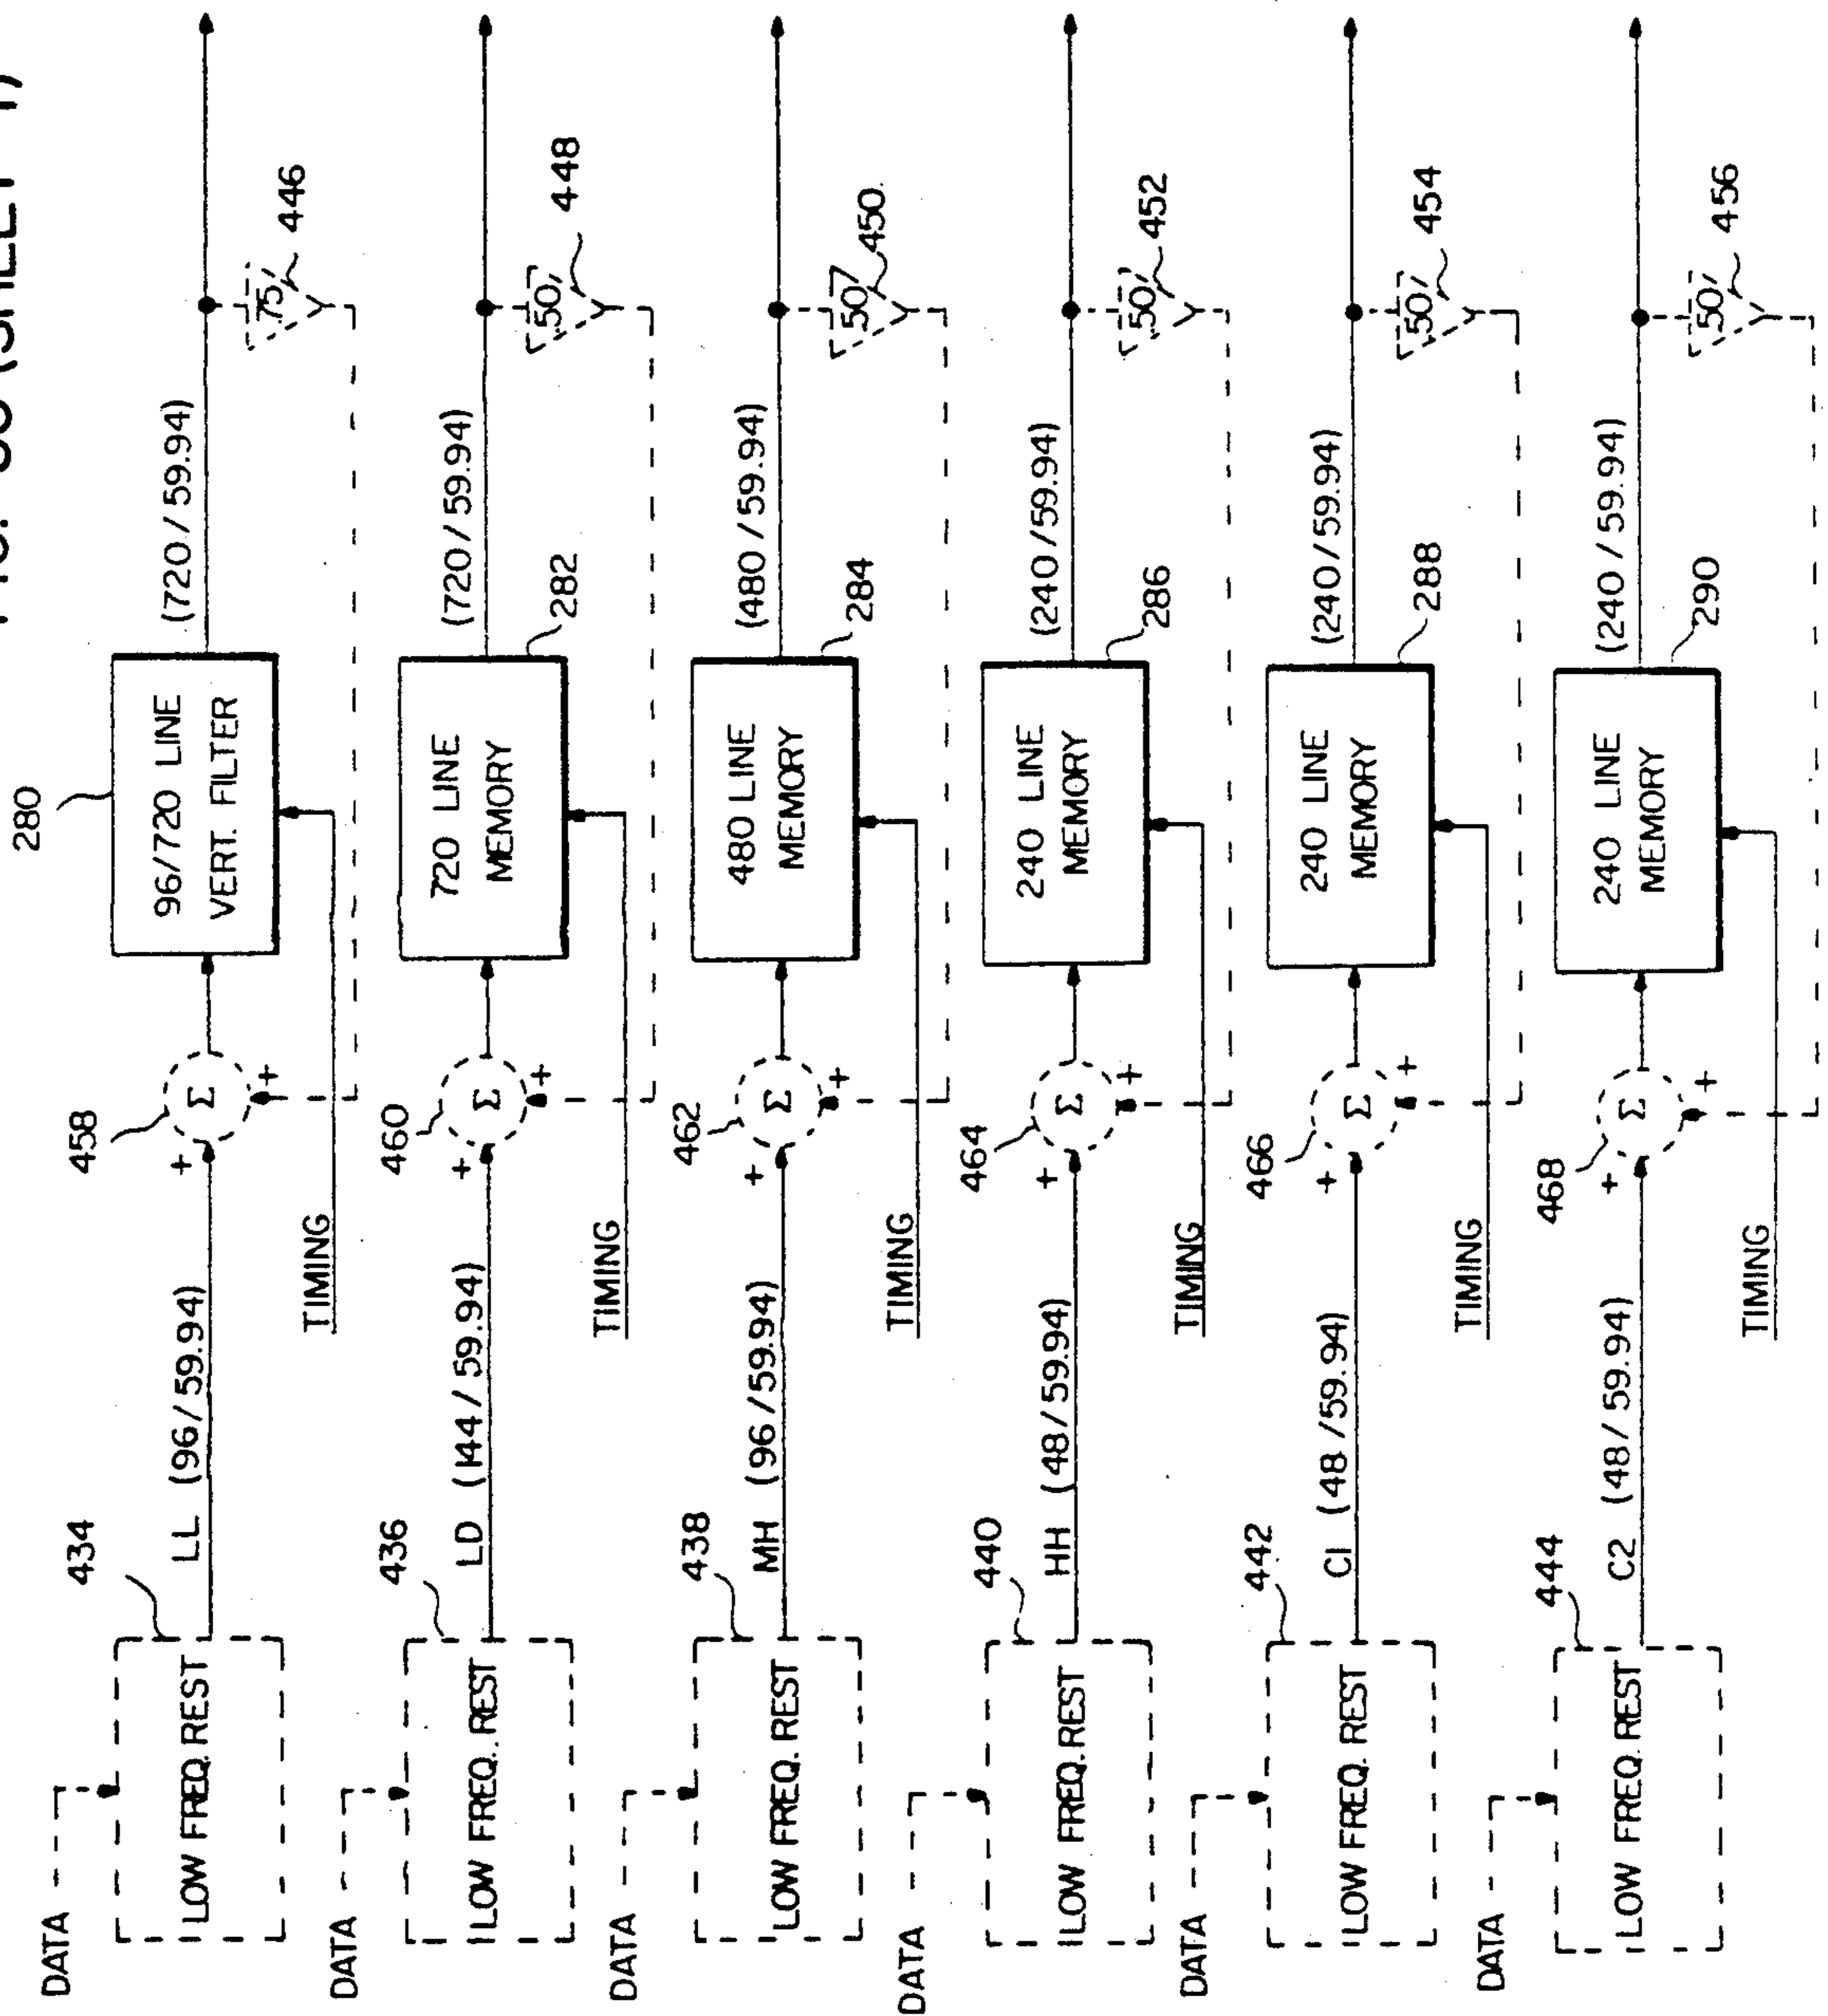 (SHEET 1)
280
DATA
434
LOW FREQ. REST
LL (96/59.94)
458
+
Σ
+
96/720 LINE
VERT. FILTER
(720/59.94)
.75
446
TIMING
DATA
436
LOW FREQ. REST
LD (144/59.94)
460
+
Σ
+
720 LINE
MEMORY
282
(720/59.94)
.50
448
TIMING
DATA
438
LOW FREQ. REST
MH (96/59.94)
462
+
Σ
+
480 LINE
MEMORY
284
(480/59.94)
.50
450
TIMING
DATA
440
LOW FREQ. REST
HH (48/59.94)
464
+
Σ
+
240 LINE
MEMORY
286
(240/59.94)
.50
452
TIMING
DATA
442
LOW FREQ. REST
C1 (48/59.94)
466
+
Σ
+
240 LINE
MEMORY
288
(240/59.94)
.50
454
TIMING
DATA
444
LOW FREQ. REST
C2 (48/59.94)
468
+
Σ
+
240 LINE
MEMORY
290
(240/59.94)
.50
456
TIMING